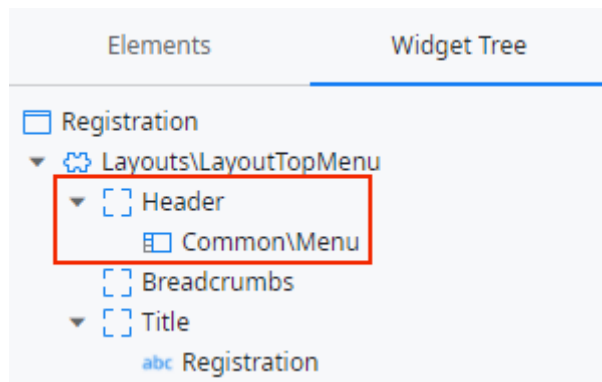 Elements Widget Tree
Registration
Layouts\LayoutTopMenu
Header
Common\Menu
Breadcrumbs
Title
abc Registration